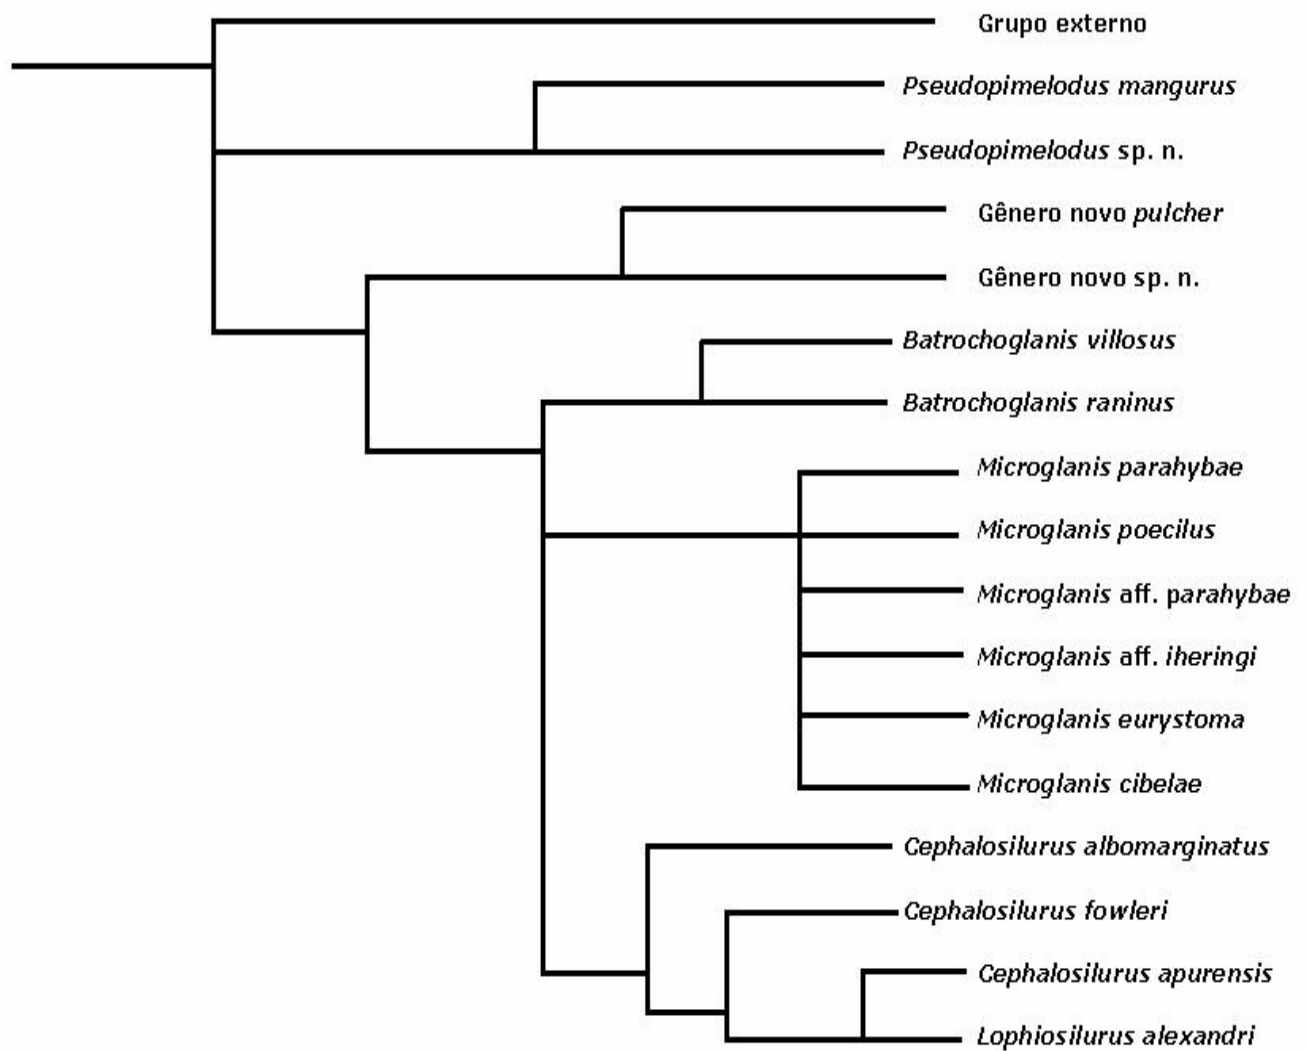 Grupo externo
Pseudopimelodus mangurus
Pseudopimelodus sp. n.
Gênero novo pulcher
Gênero novo sp. n.
Batrochoglanis villosus
Batrochoglanis raninus
Microglanis parahybae
Microglanis poecilus
Microglanis aff. parahybae
Microglanis aff. iheringi
Microglanis eurystoma
Microglanis cibelae
Cephalosilurus albomarginatus
Cephalosilurus fowleri
Cephalosilurus apurensis
Lophiosilurus alexandri